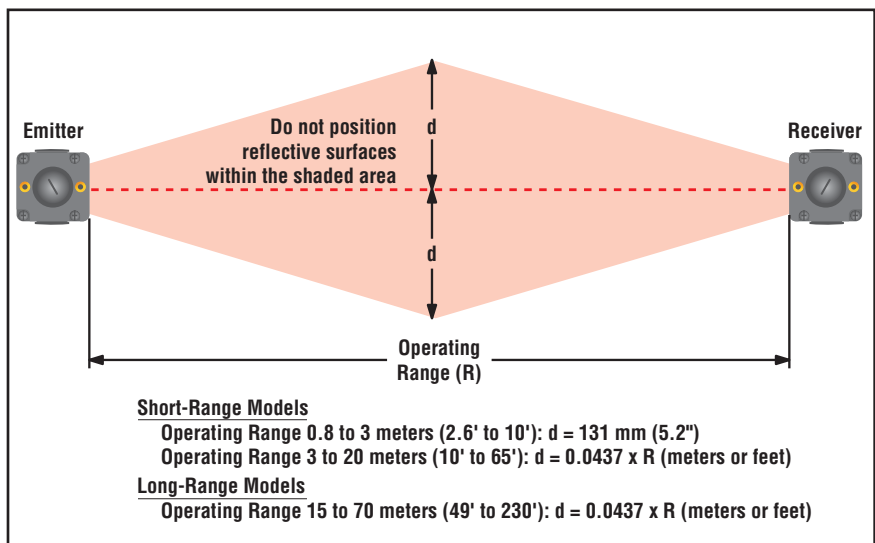 Emitter
Receiver
Do not position
reflective surfaces
within the shaded area
d
d
Operating
Range (R)
Short-Range Models
Operating Range 0.8 to 3 meters (2.6' to 10'): d = 131 mm (5.2")
Operating Range 3 to 20 meters (10' to 65'): d = 0.0437 x R (meters or feet)
Long-Range Models
Operating Range 15 to 70 meters (49' to 230'): d = 0.0437 x R (meters or feet)